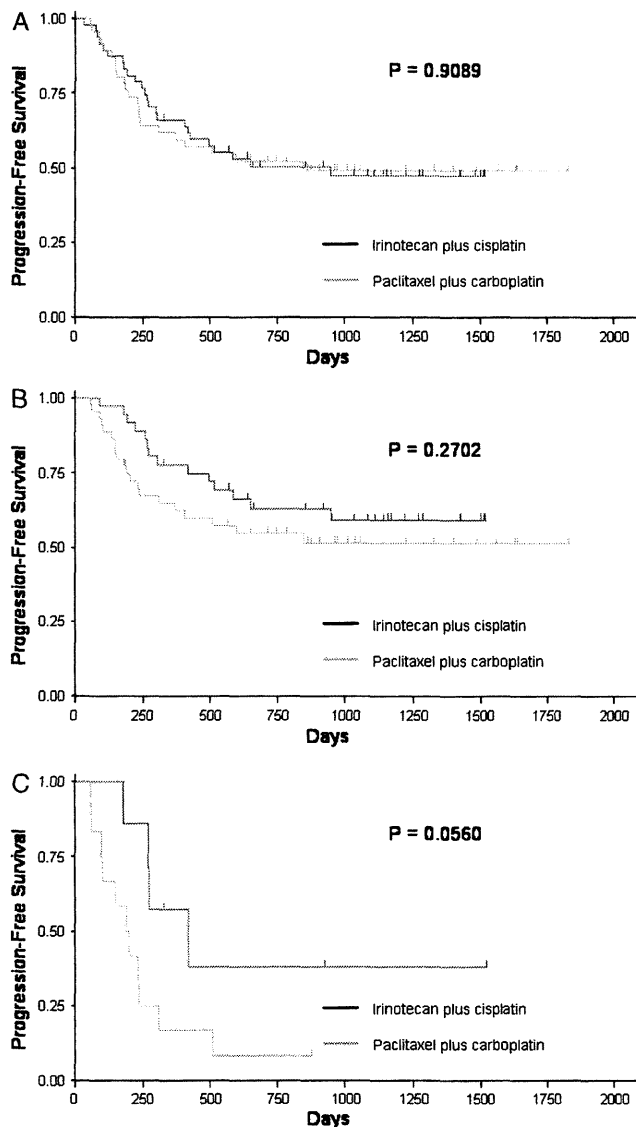 A
Progression-Free Survival
1.00
0.75
0.50
0.25
0.00
P = 0.9089
Irinotecan plus cisplatin
Paclitaxel plus carboplatin
0 250 500 750 1000 1250 1500 1750 2000
Days
B
Progression-Free Survival
1.00
0.75
0.50
0.25
0.00
P = 0.2702
Irinotecan plus cisplatin
Paclitaxel plus carboplatin
0 250 500 750 1000 1250 1500 1750 2000
Days
C
Progression-Free Survival
1.00
0.75
0.50
0.25
0.00
P = 0.0560
Irinotecan plus cisplatin
Paclitaxel plus carboplatin
0 250 500 750 1000 1250 1500 1750 2000
Days